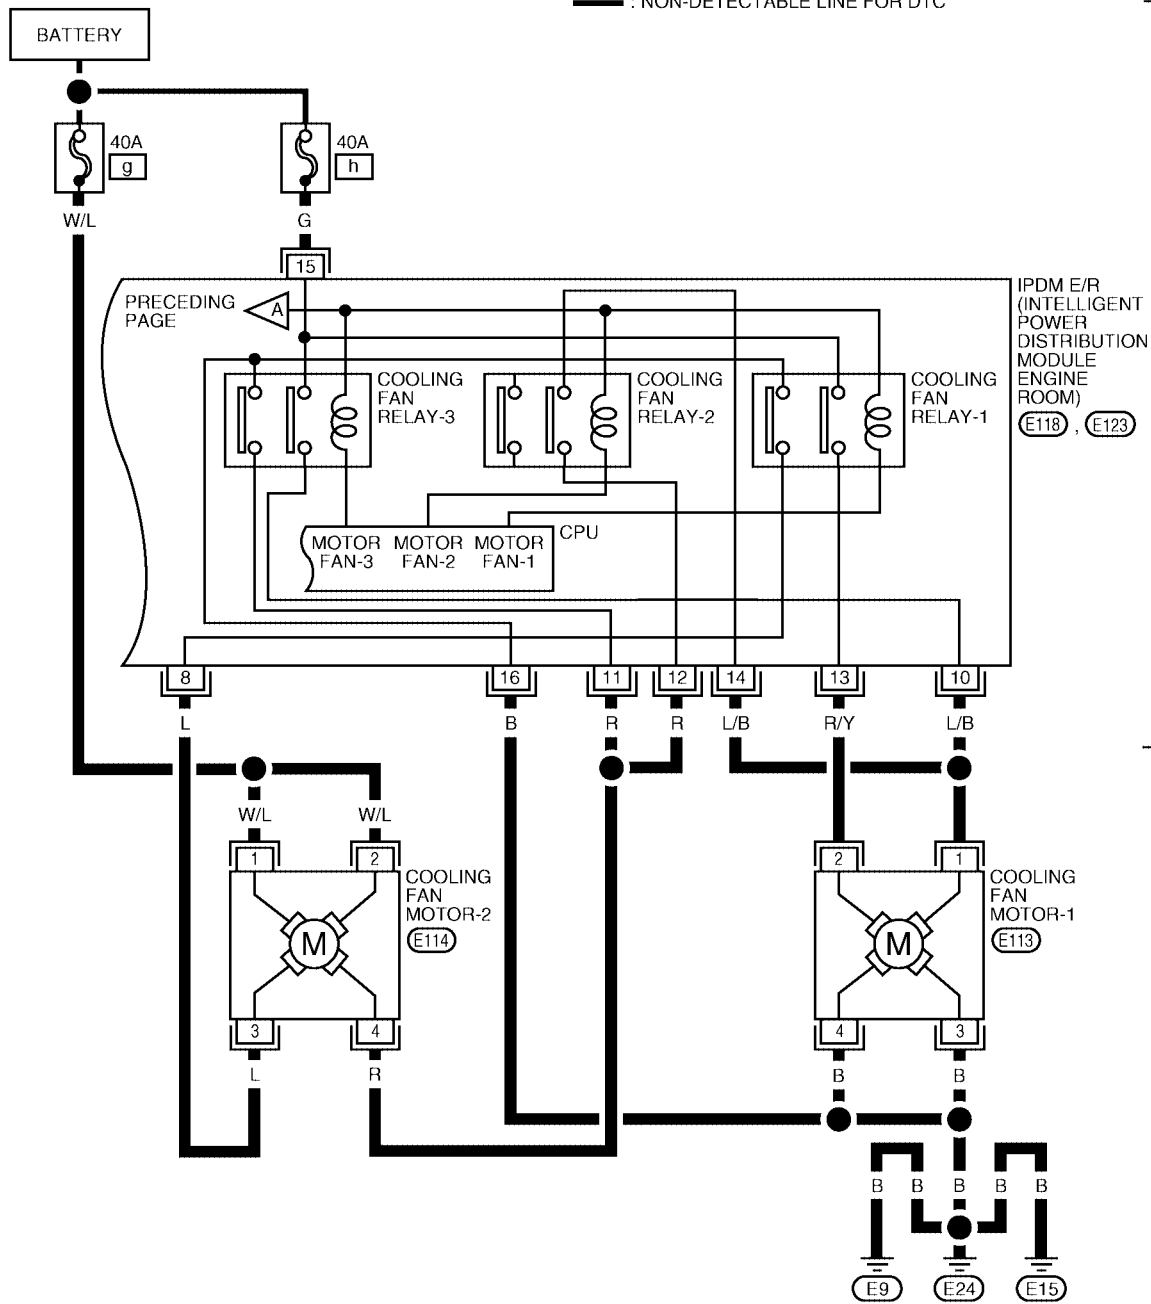 : NON-DETECTABLE LINE FOR DTC
BATTERY
40A
g
40A
h
W/L
G
15
PRECEDING
PAGE
A
IPDM E/R
(INTELLIGENT
POWER
DISTRIBUTION
MODULE
ENGINE
ROOM)
E118 , E123
COOLING
FAN
RELAY-3
COOLING
FAN
RELAY-2
COOLING
FAN
RELAY-1
CPU
MOTOR
FAN-3
MOTOR
FAN-2
MOTOR
FAN-1
8
16
11
12
14
13
10
L
B
R
R
L/B
R/Y
L/B
W/L
W/L
1
2
COOLING
FAN
MOTOR-2
E114
M
3
4
L
R
2
1
COOLING
FAN
MOTOR-1
E113
M
4
3
B
B
B
B
B
B
B
E9
E24
E15